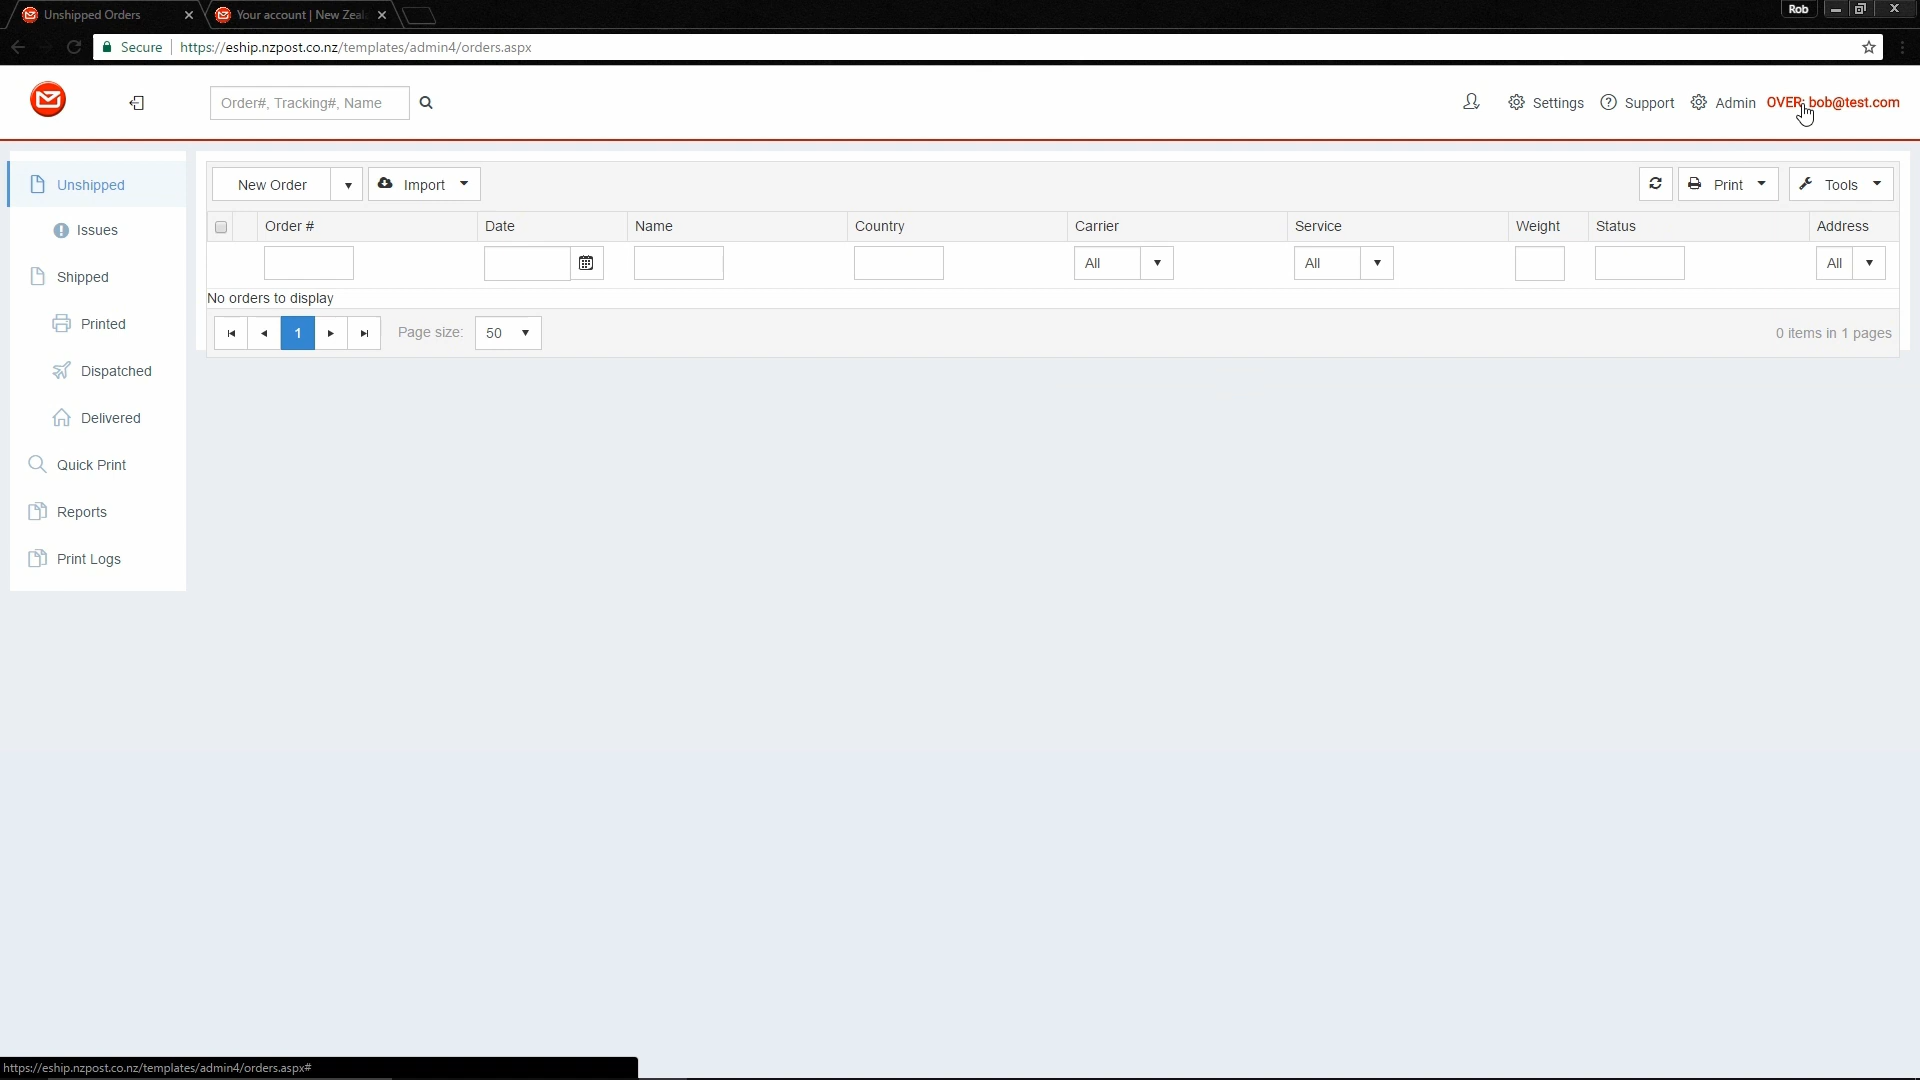 Unshipped Orders
Your account | New Zeal
Rob
Secure https://eship.nzpost.co.nz/templates/admin4/orders.aspx
Order#, Tracking#, Name
Settings
Support
Admin
OVER: bob@test.com
Unshipped
Issues
Shipped
Printed
Dispatched
Delivered
Quick Print
Reports
Print Logs
New Order
Import
Print
Tools
Order # Date Name Country Carrier Service Weight Status Address
All All All
No orders to display
1 Page size: 50 0 items in 1 pages
https://eship.nzpost.co.nz/templates/admin4/orders.aspx#